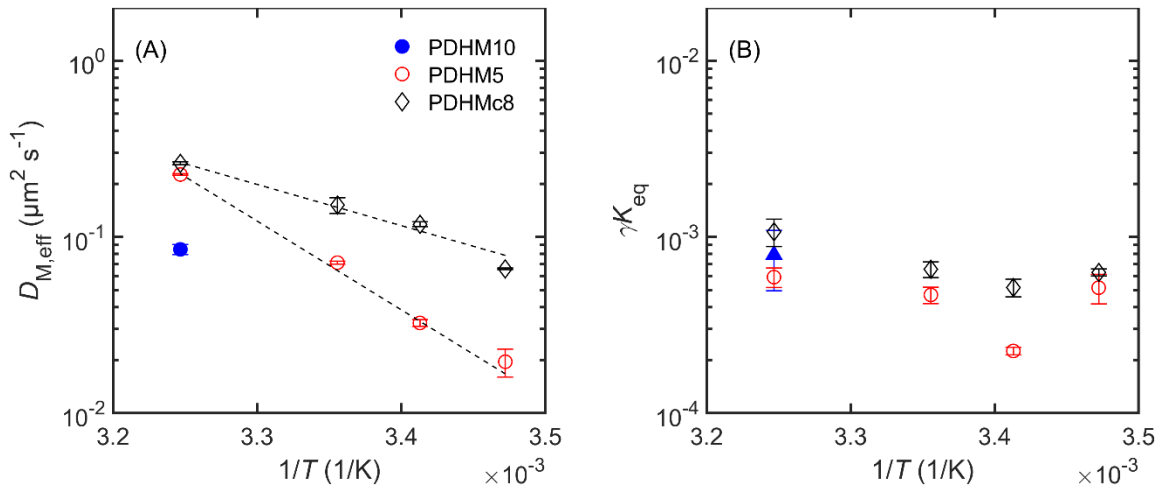 (A)
PDHM10
PDHM5
PDHMc8
10⁰
10⁻¹
10⁻²
D_M,eff (µm² s⁻¹)
3.2 3.3 3.4 3.5
1/T (1/K)
×10⁻³
(B)
10⁻²
10⁻³
10⁻⁴
γK_eq
3.2 3.3 3.4 3.5
1/T (1/K)
×10⁻³